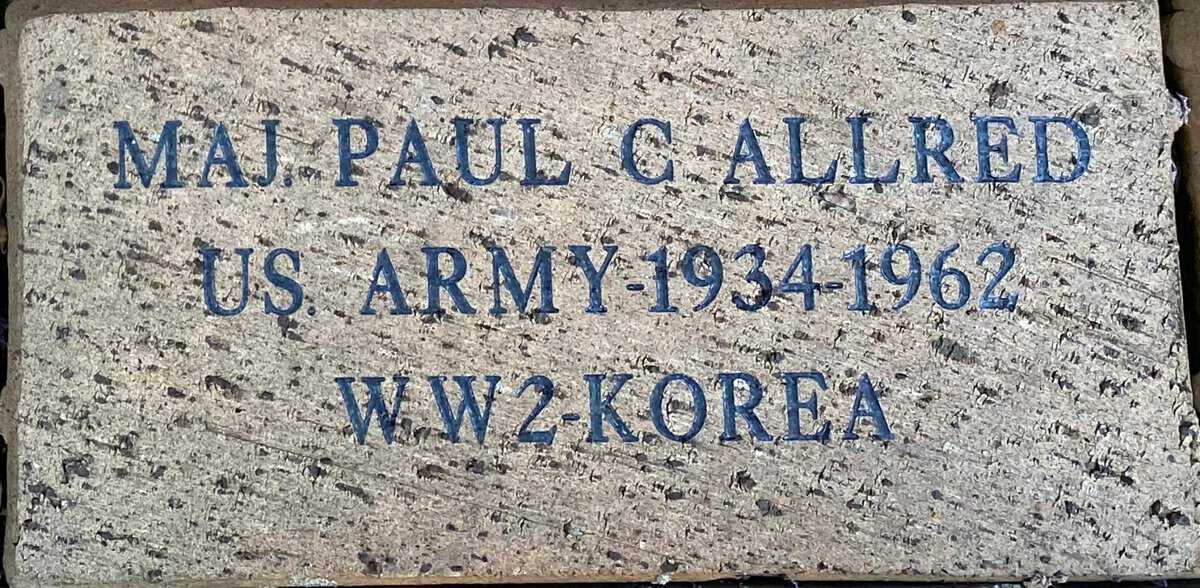 MAJ. PAUL C ALLRED
US. ARMY-1934-1962
WW2-KOREA